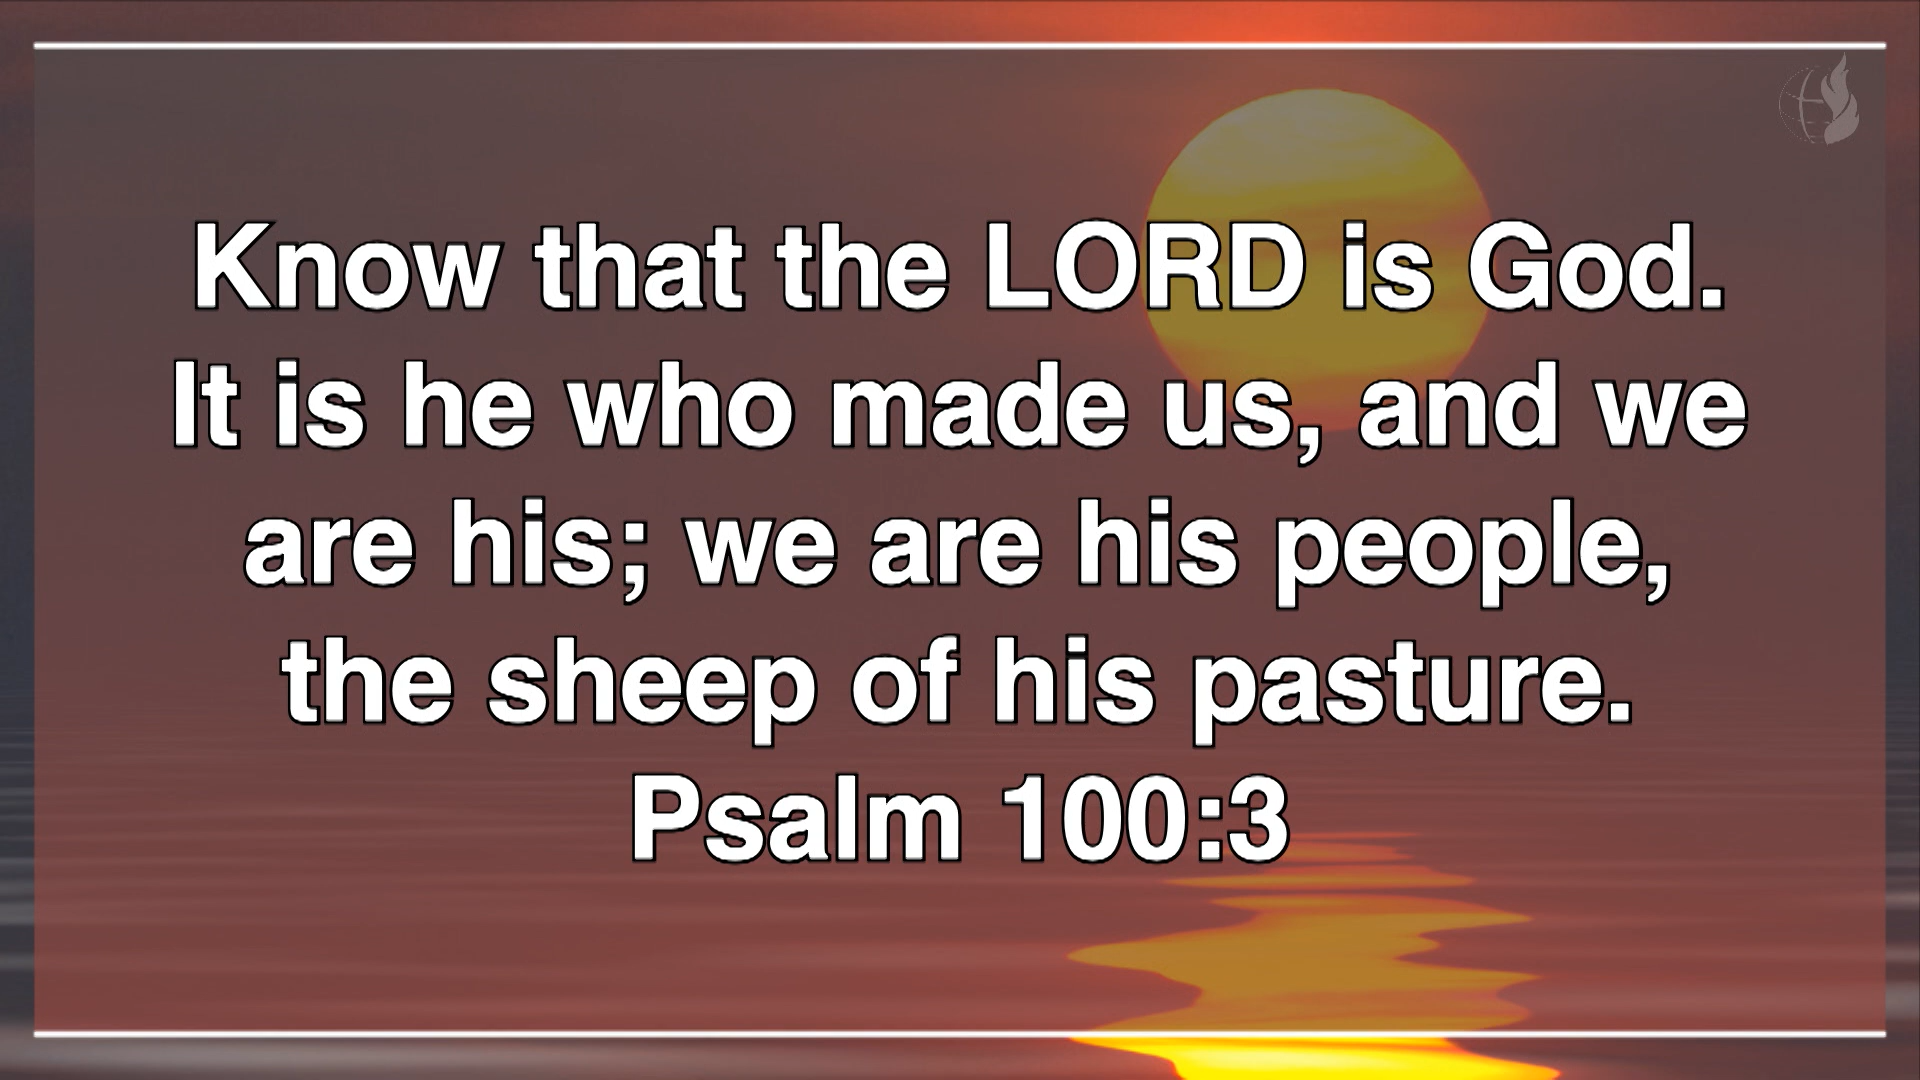 Know that the LORD is God.
It is he who made us, and we
are his; we are his people,
the sheep of his pasture.
Psalm 100:3